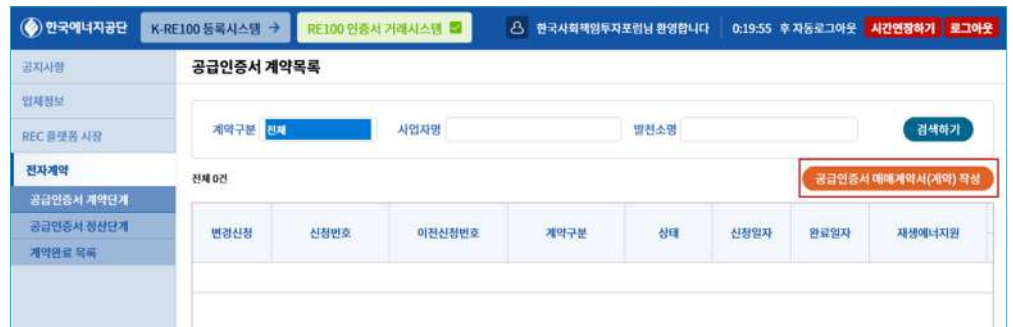 한국에너지공단 K-RE100 등록시스템 → RE100 인증서 거래시스템 한국사회책임투자포럼님 환영합니다 0:19:55 후 자동로그아웃 시간연장하기 로그아웃
공지사항
공급인증서 계약목록
업체정보
REC 플랫폼 시장
계약구분 전체 사업자명 발전소명 검색하기
전자계약
전체 0건 공급인증서 매매계약서(계약) 작성
공급인증서 계약단계
공급인증서 정산단계
변경신청 신청번호 이전신청번호 계약구분 상태 신청일자 완료일자 재생에너지원
계약완료 목록